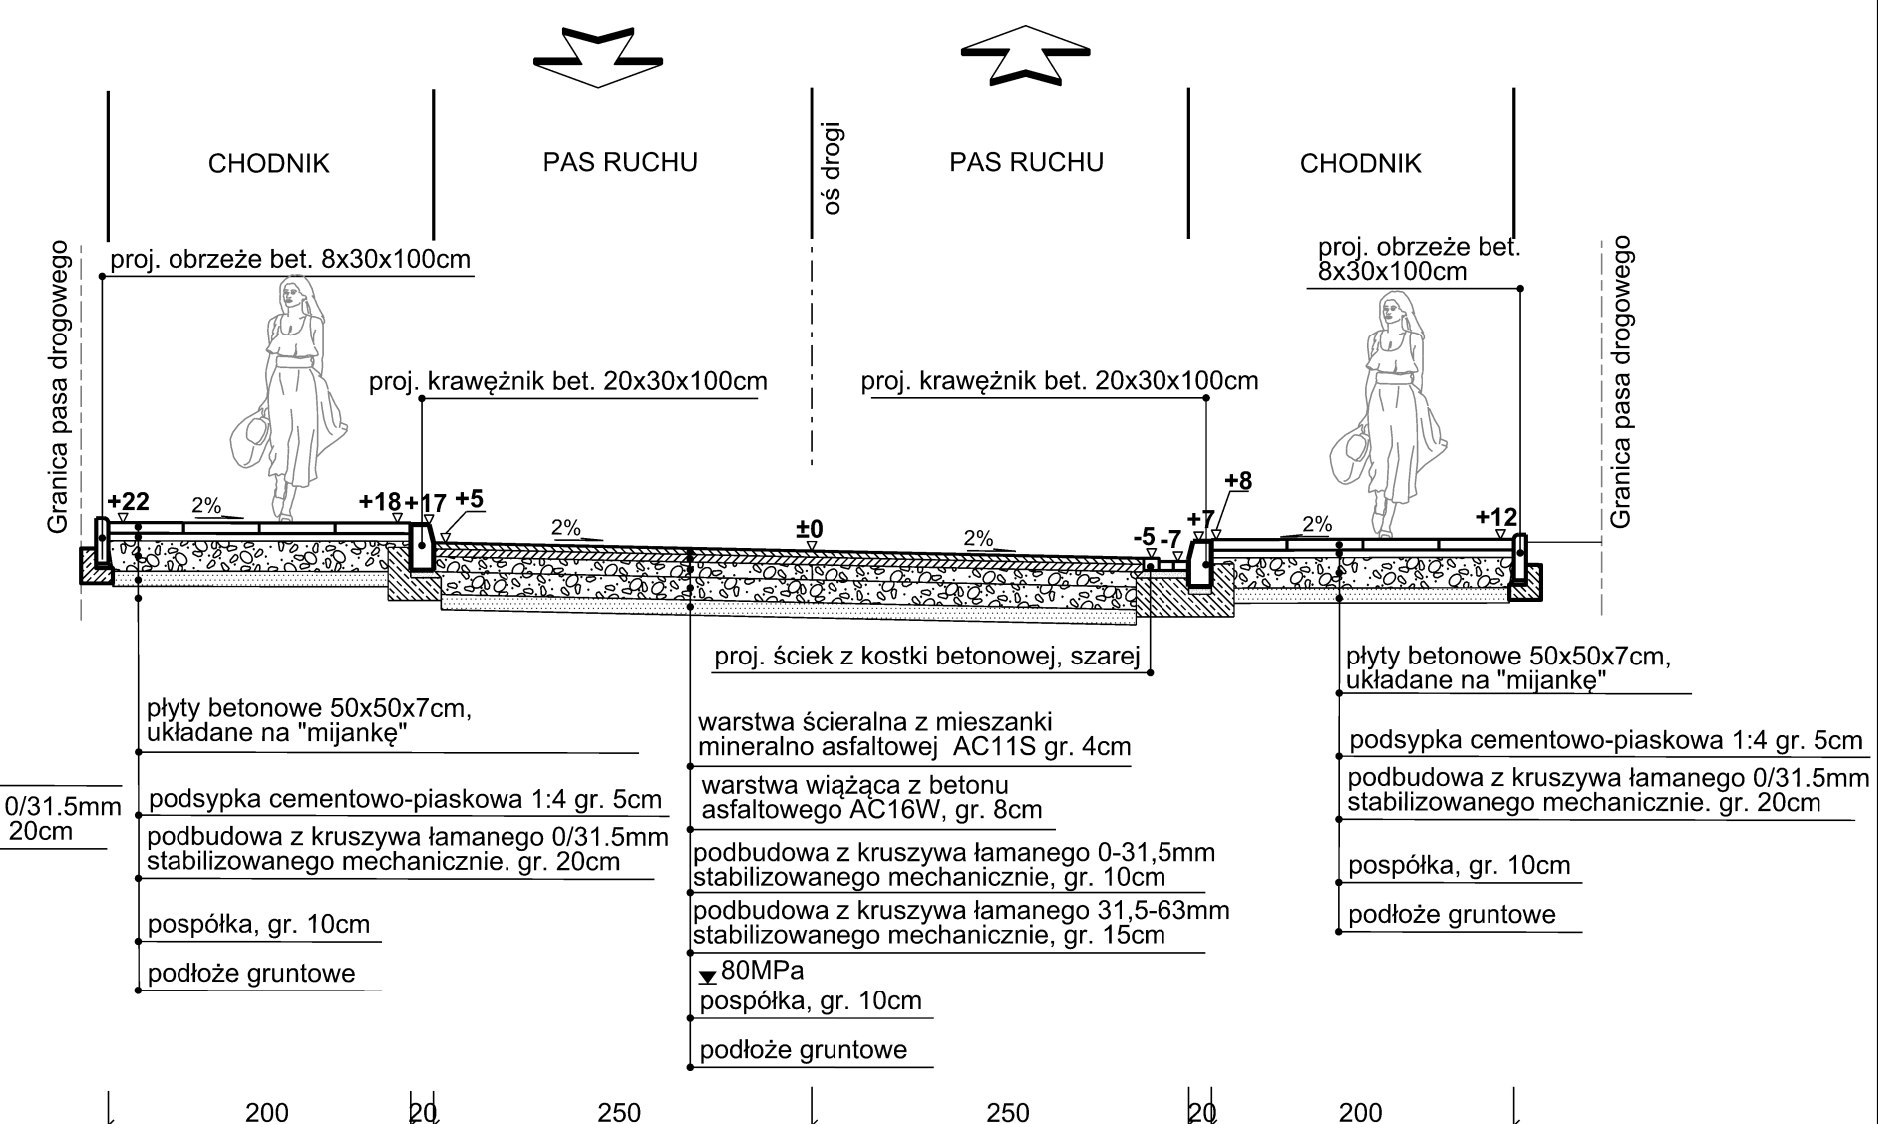 CHODNIK
PAS RUCHU
oś drogi
PAS RUCHU
CHODNIK
Granica pasa drogowego
proj. obrzeże bet. 8x30x100cm
proj. obrzeże bet.
8x30x100cm
Granica pasa drogowego
proj. krawężnik bet. 20x30x100cm
proj. krawężnik bet. 20x30x100cm
+22
2%
+18
+17
+5
2%
±0
2%
-5
-7
+7
+8
2%
+12
proj. ściek z kostki betonowej, szarej
0/31.5mm
20cm
płyty betonowe 50x50x7cm,
układane na "mijankę"
podsypka cementowo-piaskowa 1:4 gr. 5cm
podbudowa z kruszywa łamanego 0/31.5mm
stabilizowanego mechanicznie. gr. 20cm
pospółka, gr. 10cm
podłoże gruntowe
warstwa ścieralna z mieszanki
mineralno asfaltowej AC11S gr. 4cm
warstwa wiążąca z betonu
asfaltowego AC16W, gr. 8cm
podbudowa z kruszywa łamanego 0-31,5mm
stabilizowanego mechanicznie, gr. 10cm
podbudowa z kruszywa łamanego 31,5-63mm
stabilizowanego mechanicznie, gr. 15cm
80MPa
pospółka, gr. 10cm
podłoże gruntowe
płyty betonowe 50x50x7cm,
układane na "mijankę"
podsypka cementowo-piaskowa 1:4 gr. 5cm
podbudowa z kruszywa łamanego 0/31.5mm
stabilizowanego mechanicznie. gr. 20cm
pospółka, gr. 10cm
podłoże gruntowe
200
20
250
250
20
200